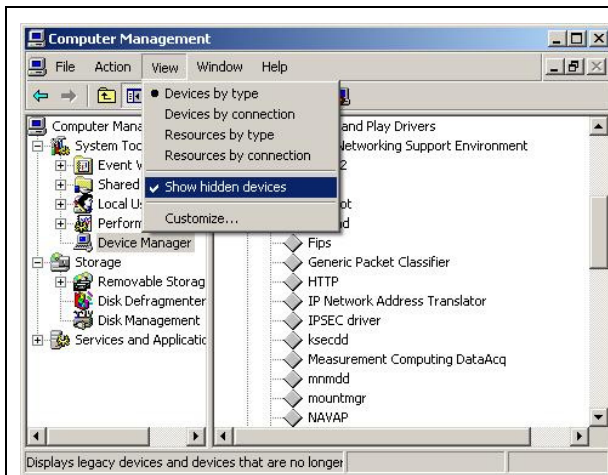 Computer Management
File Action View Window Help
Devices by type
Devices by connection
Resources by type
Resources by connection
Show hidden devices
Customize...
Computer Mana
System Too
Event V
Shared
Local U
Perform
Device Manager
Storage
Removable Storag
Disk Defragmenter
Disk Management
Services and Applicatic
and Play Drivers
Networking Support Environment
Fips
Generic Packet Classifier
HTTP
IP Network Address Translator
IPSEC driver
ksecdd
Measurement Computing DataAcq
mnmdd
mountmgr
NAVAP
Displays legacy devices and devices that are no longer